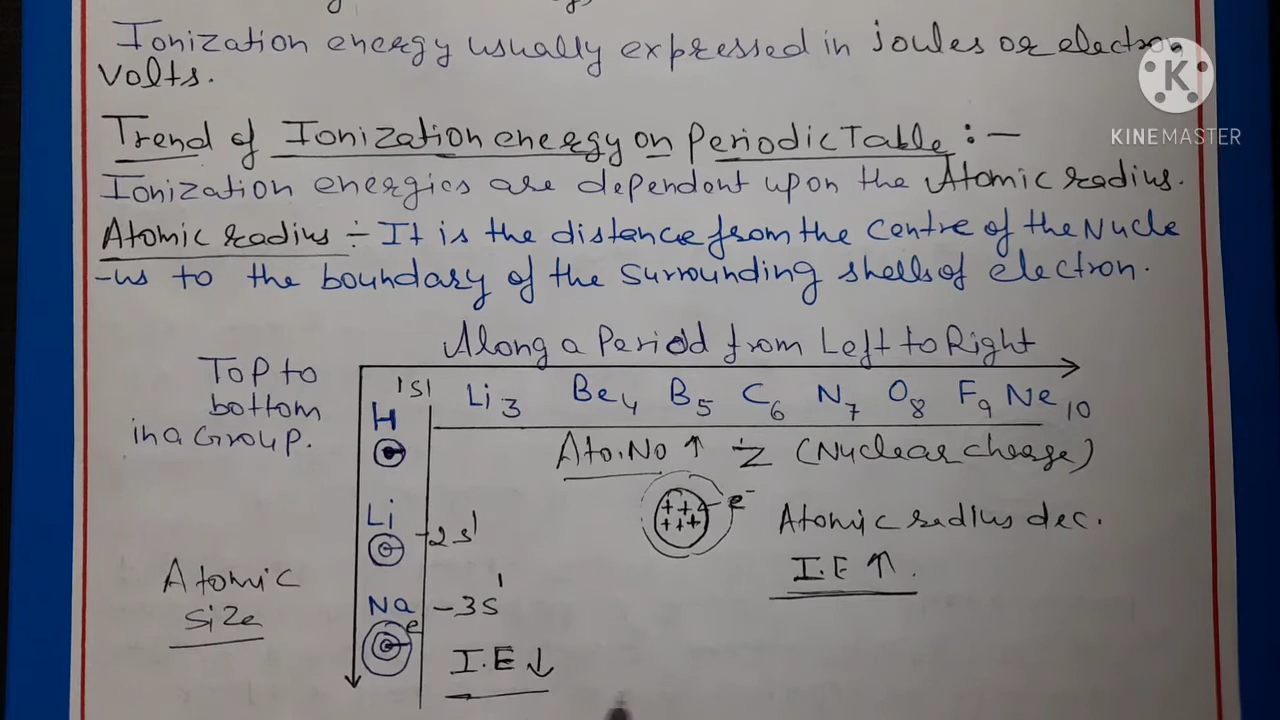 Ionization energy usually expressed in joules or electron
volts.
K
KINEMASTER
Trend of Ionization energy on Periodic Table :—
Ionization energies are dependent upon the Atomic radius.
Atomic radius :- It is the distance from the centre of the Nucle
-us to the boundary of the surrounding shells of electron.
Along a Period from Left to Right
Top to
bottom
in a Group.
1s1
H
Li3 Be4 B5 C6 N7 O8 F9 Ne10
Ato.No ↑ Z (Nuclear charge)
e-
Atomic radius dec.
I.E ↑.
Li
-2s1
Atomic
size
Na -3s1
e
I.E ↓